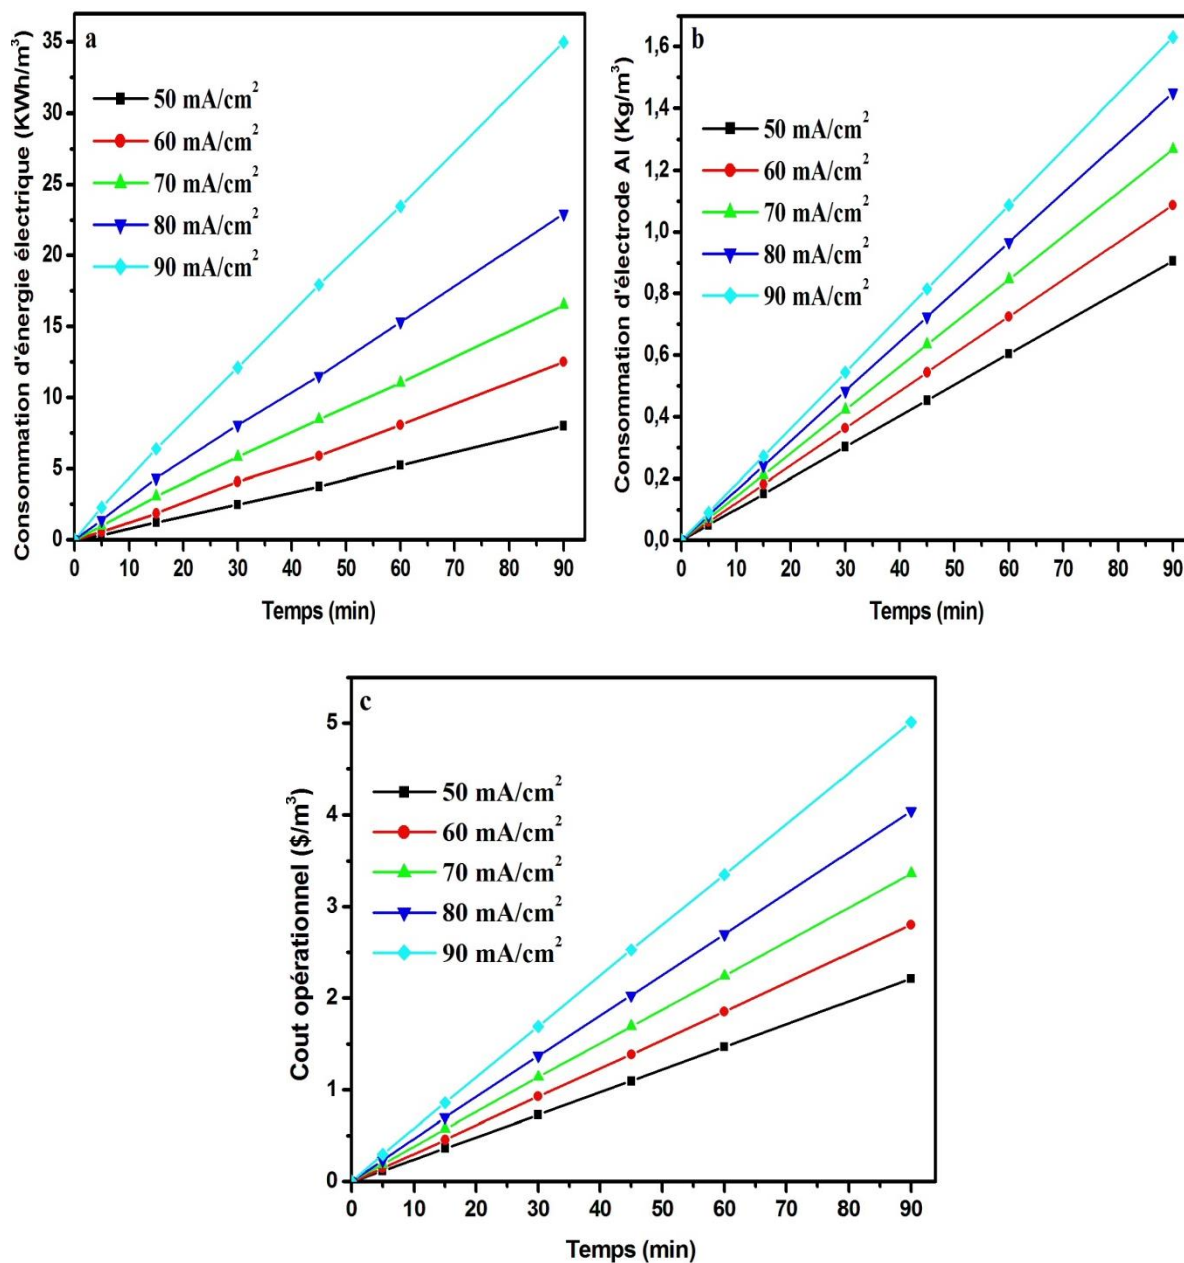 a
Consommation d'énergie électrique (KWh/m³)
35
30
25
20
15
10
5
0
50 mA/cm²
60 mA/cm²
70 mA/cm²
80 mA/cm²
90 mA/cm²
0 10 20 30 40 50 60 70 80 90
Temps (min)
b
Consommation d'électrode Al (Kg/m³)
1,6
1,4
1,2
1,0
0,8
0,6
0,4
0,2
0,0
50 mA/cm²
60 mA/cm²
70 mA/cm²
80 mA/cm²
90 mA/cm²
0 10 20 30 40 50 60 70 80 90
Temps (min)
c
Cout opérationnel ($/m³)
5
4
3
2
1
0
50 mA/cm²
60 mA/cm²
70 mA/cm²
80 mA/cm²
90 mA/cm²
0 10 20 30 40 50 60 70 80 90
Temps (min)